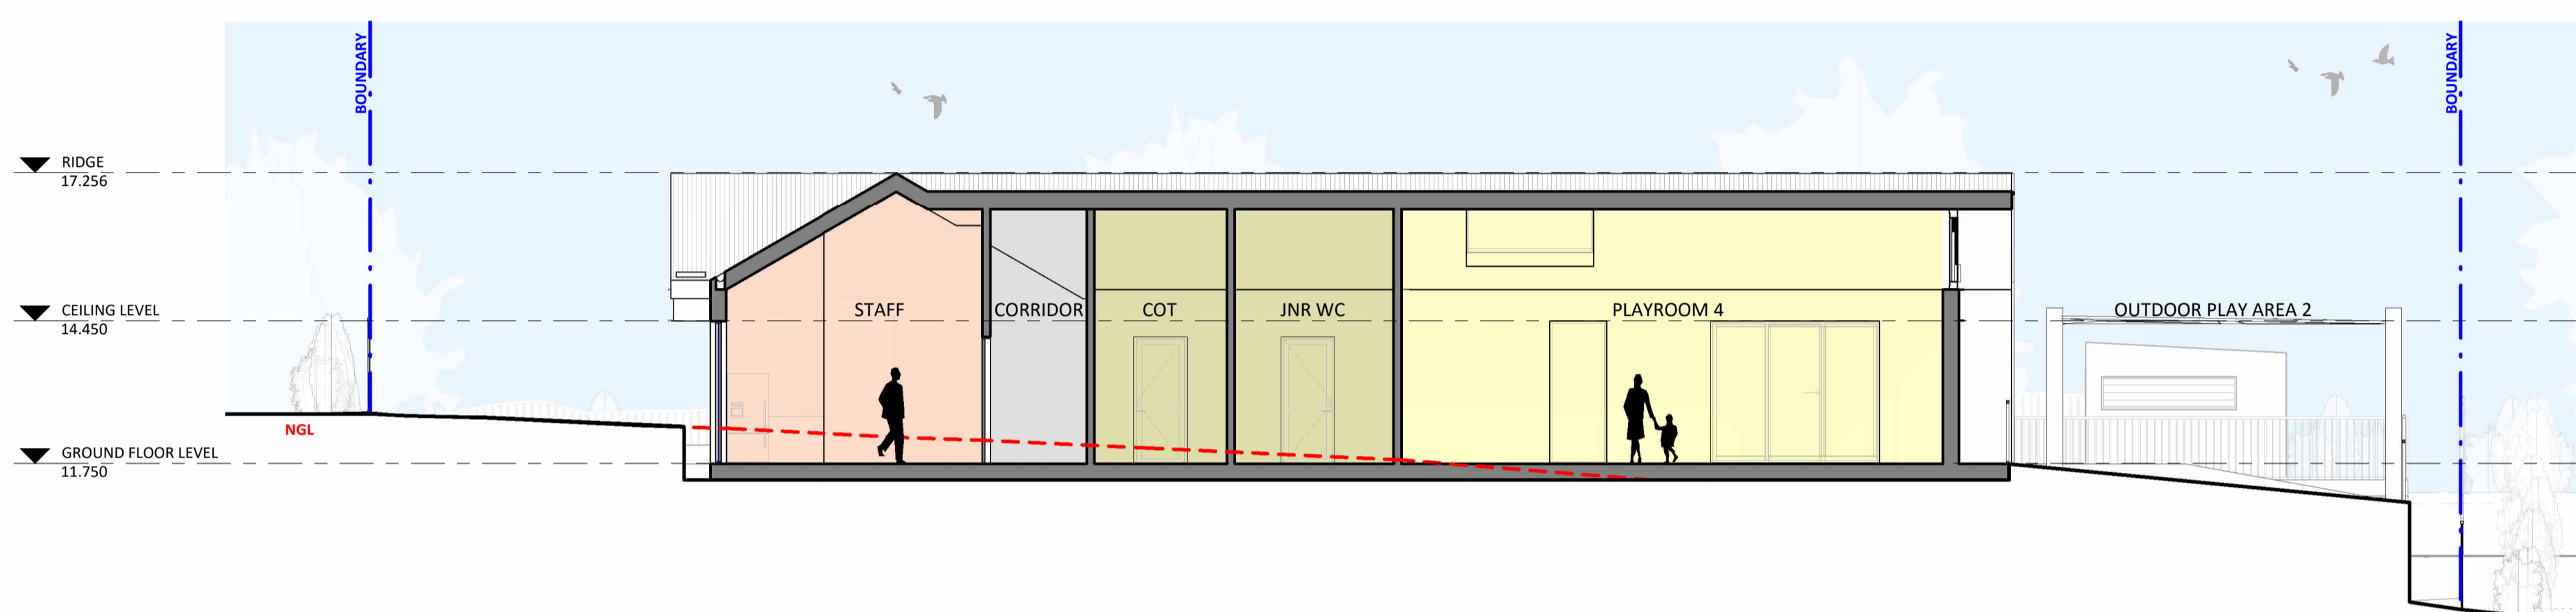 BOUNDARY
BOUNDARY
RIDGE
17.256
CEILING LEVEL
14.450
STAFF
CORRIDOR
COT
JNR WC
PLAYROOM 4
OUTDOOR PLAY AREA 2
NGL
GROUND FLOOR LEVEL
11.750